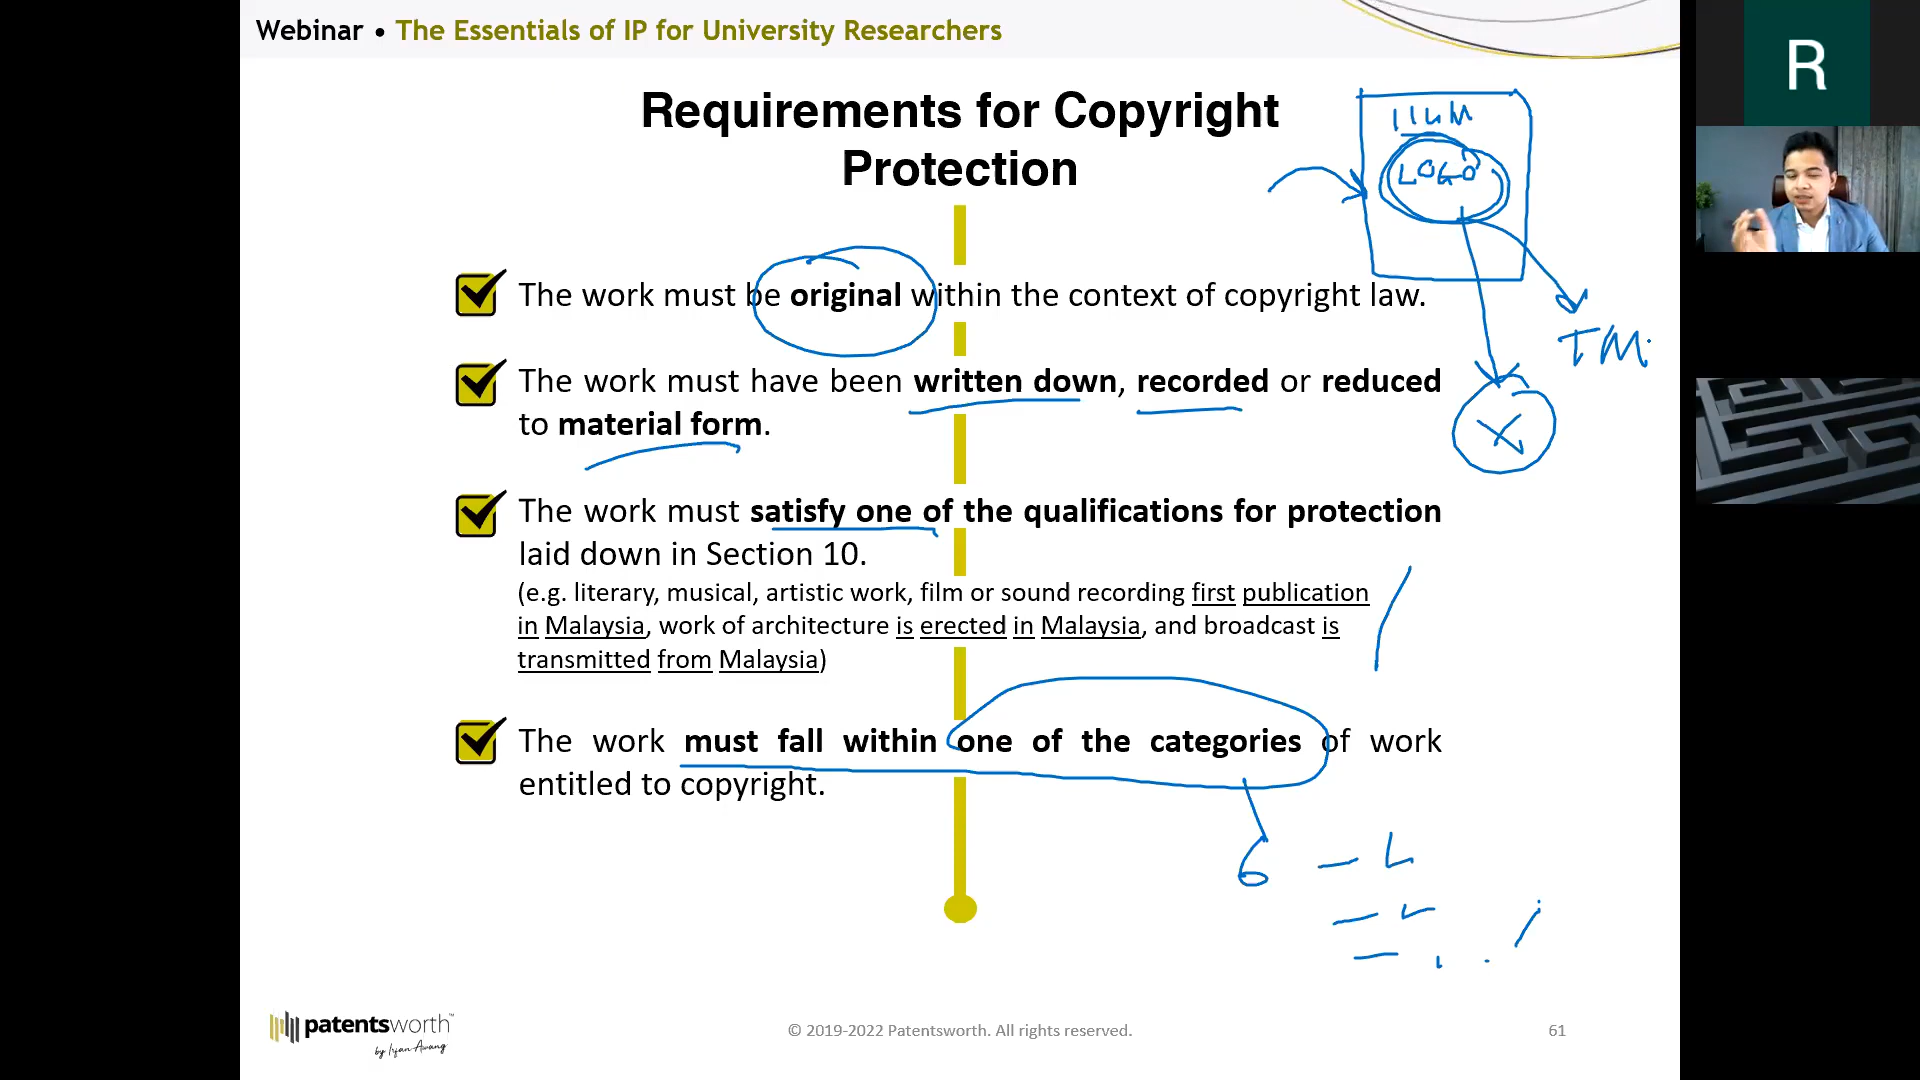 Webinar • The Essentials of IP for University Researchers
R
Requirements for Copyright
Protection
LOGO
The work must be original within the context of copyright law.
TM.
The work must have been written down, recorded or reduced
to material form.
X
The work must satisfy one of the qualifications for protection
laid down in Section 10.
(e.g. literary, musical, artistic work, film or sound recording first publication
in Malaysia, work of architecture is erected in Malaysia, and broadcast is
transmitted from Malaysia)
The work must fall within one of the categories of work
entitled to copyright.
6
patentsworth™
by Irfan Awang
© 2019-2022 Patentsworth. All rights reserved.
61